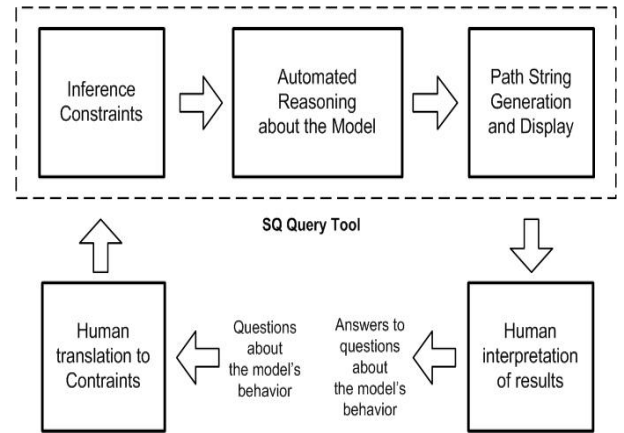 Inference
Constraints
Automated
Reasoning
about the Model
Path String
Generation
and Display
SQ Query Tool
Human
translation to
Contraints
Questions
about
the model's
behavior
Answers to
questions
about
the model's
behavior
Human
interpretation
of results